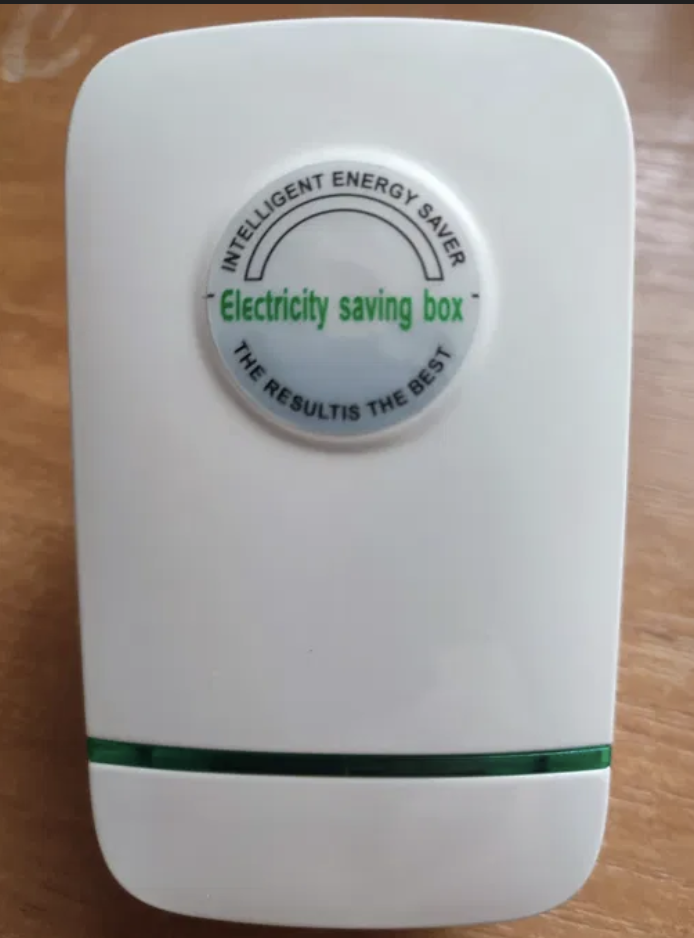 INTELLIGENT ENERGY SAVER
Electricity saving box
THE RESULTIS THE BEST